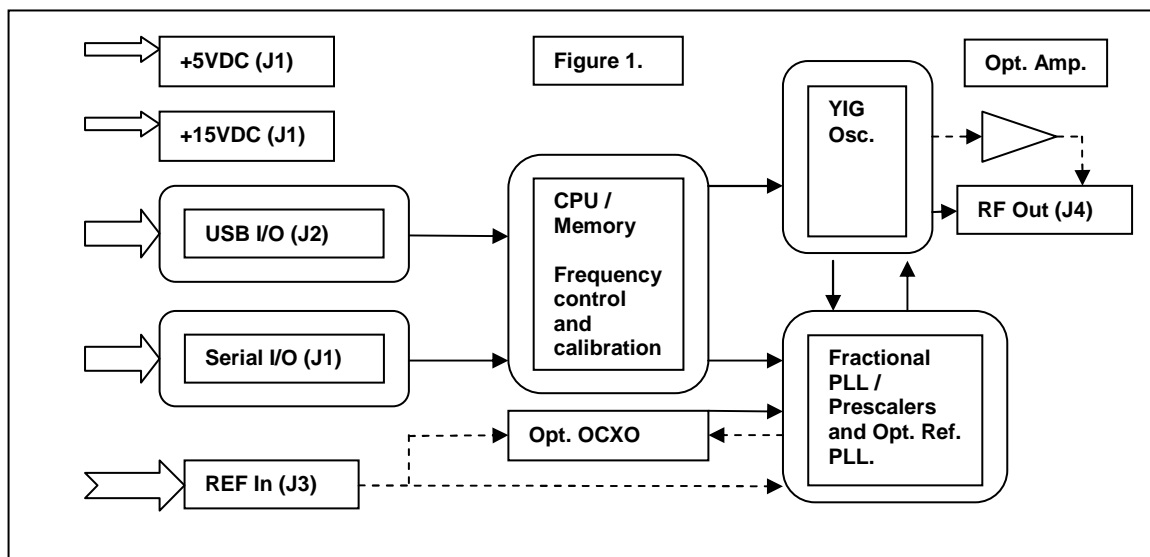 +5VDC (J1)
Figure 1.
Opt. Amp.
+15VDC (J1)
YIG
Osc.
USB I/O (J2)
CPU /
Memory
Frequency
control
and
calibration
RF Out (J4)
Serial I/O (J1)
Fractional
PLL /
Prescalers
and Opt. Ref.
PLL.
Opt. OCXO
REF In (J3)